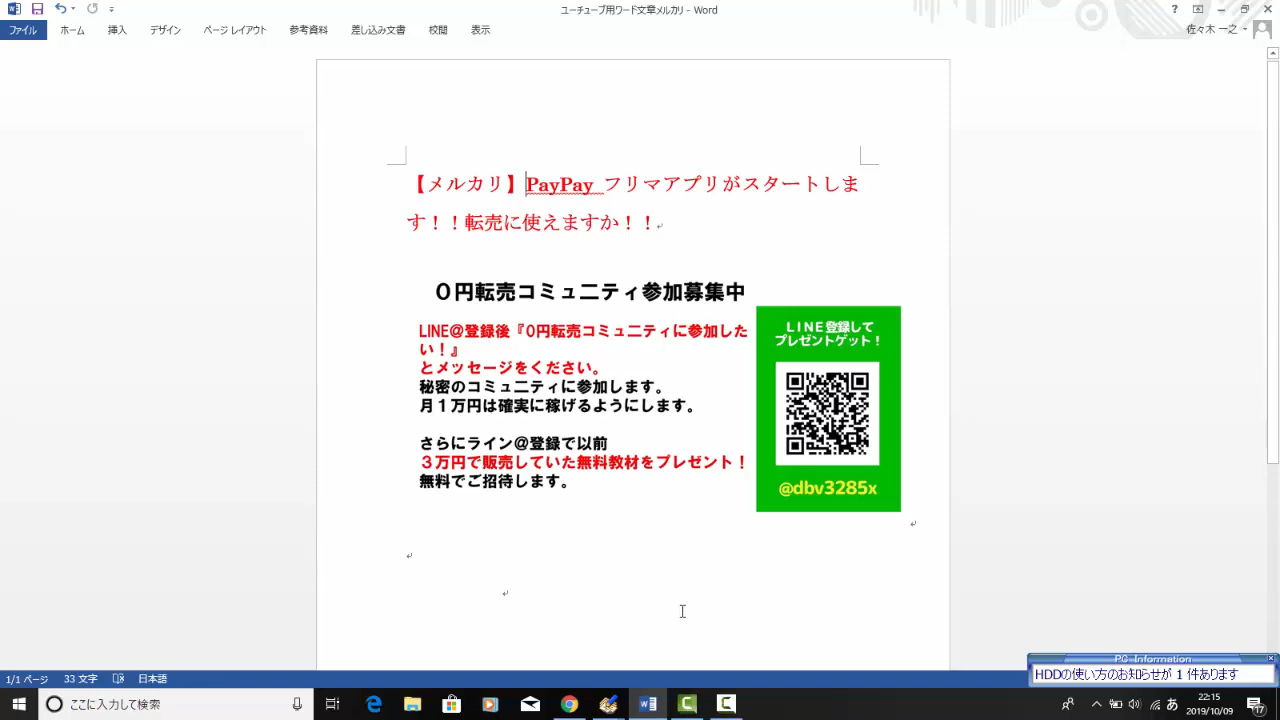 ユーチューブ用ワード文章メルカリ - Word
ファイル
ホーム
挿入
デザイン
ページ レイアウト
参考資料
差し込み文書
校閲
表示
佐々木 一之
【メルカリ】PayPay フリマアプリがスタートしま
す！！転売に使えますか！！
０円転売コミュ二ティ参加募集中
LINE@登録後『0円転売コミュ二ティに参加した
い！』
とメッセージをください。
秘密のコミュ二ティに参加します。
月１万円は確実に稼げるようにします。
さらにライン@登録で以前
３万円で販売していた無料教材をプレゼント！
無料でご招待します。
ＬＩＮＥ登録して
プレゼントゲット！
@dbv3285x
PC Information
HDDの使い方のお知らせが 1 件あります
1/1 ページ
33 文字
日本語
ここに入力して検索
あ
22:15
2019/10/09
17